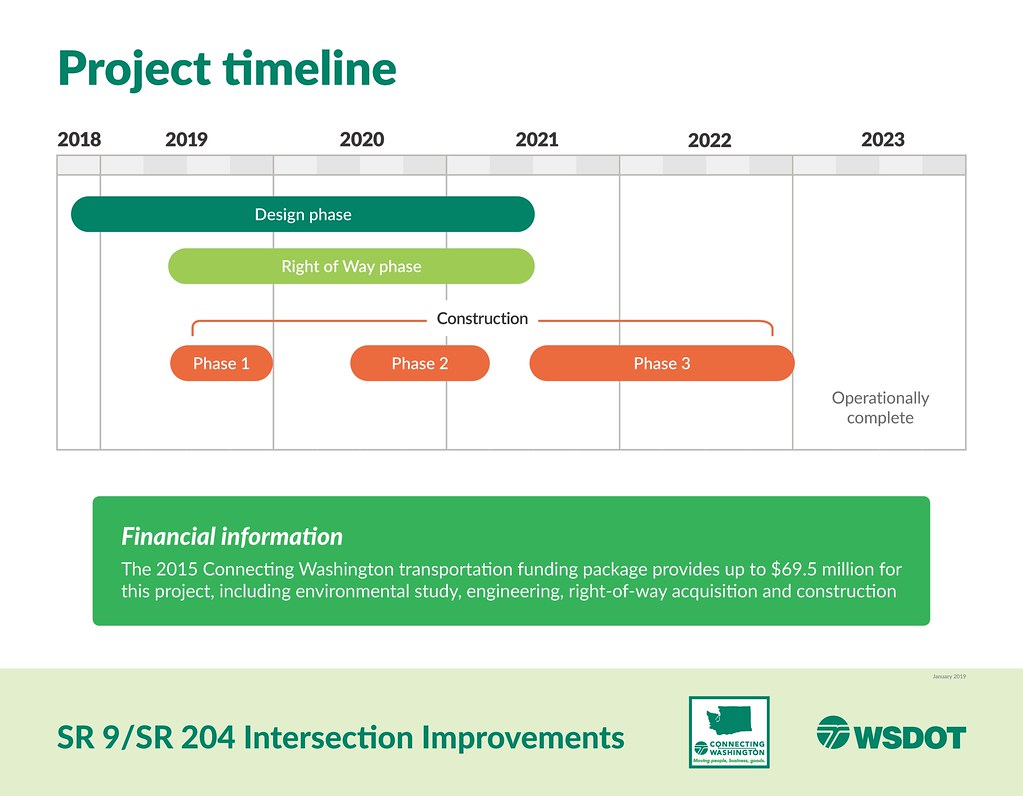 Project timeline
2018 2019 2020 2021 2022 2023
Design phase
Right of Way phase
Construction
Phase 1 Phase 2 Phase 3
Operationally
complete
Financial information
The 2015 Connecting Washington transportation funding package provides up to $69.5 million for
this project, including environmental study, engineering, right-of-way acquisition and construction
January 2019
SR 9/SR 204 Intersection Improvements
CONNECTING
WASHINGTON
Moving people, business, goods.
WSDOT